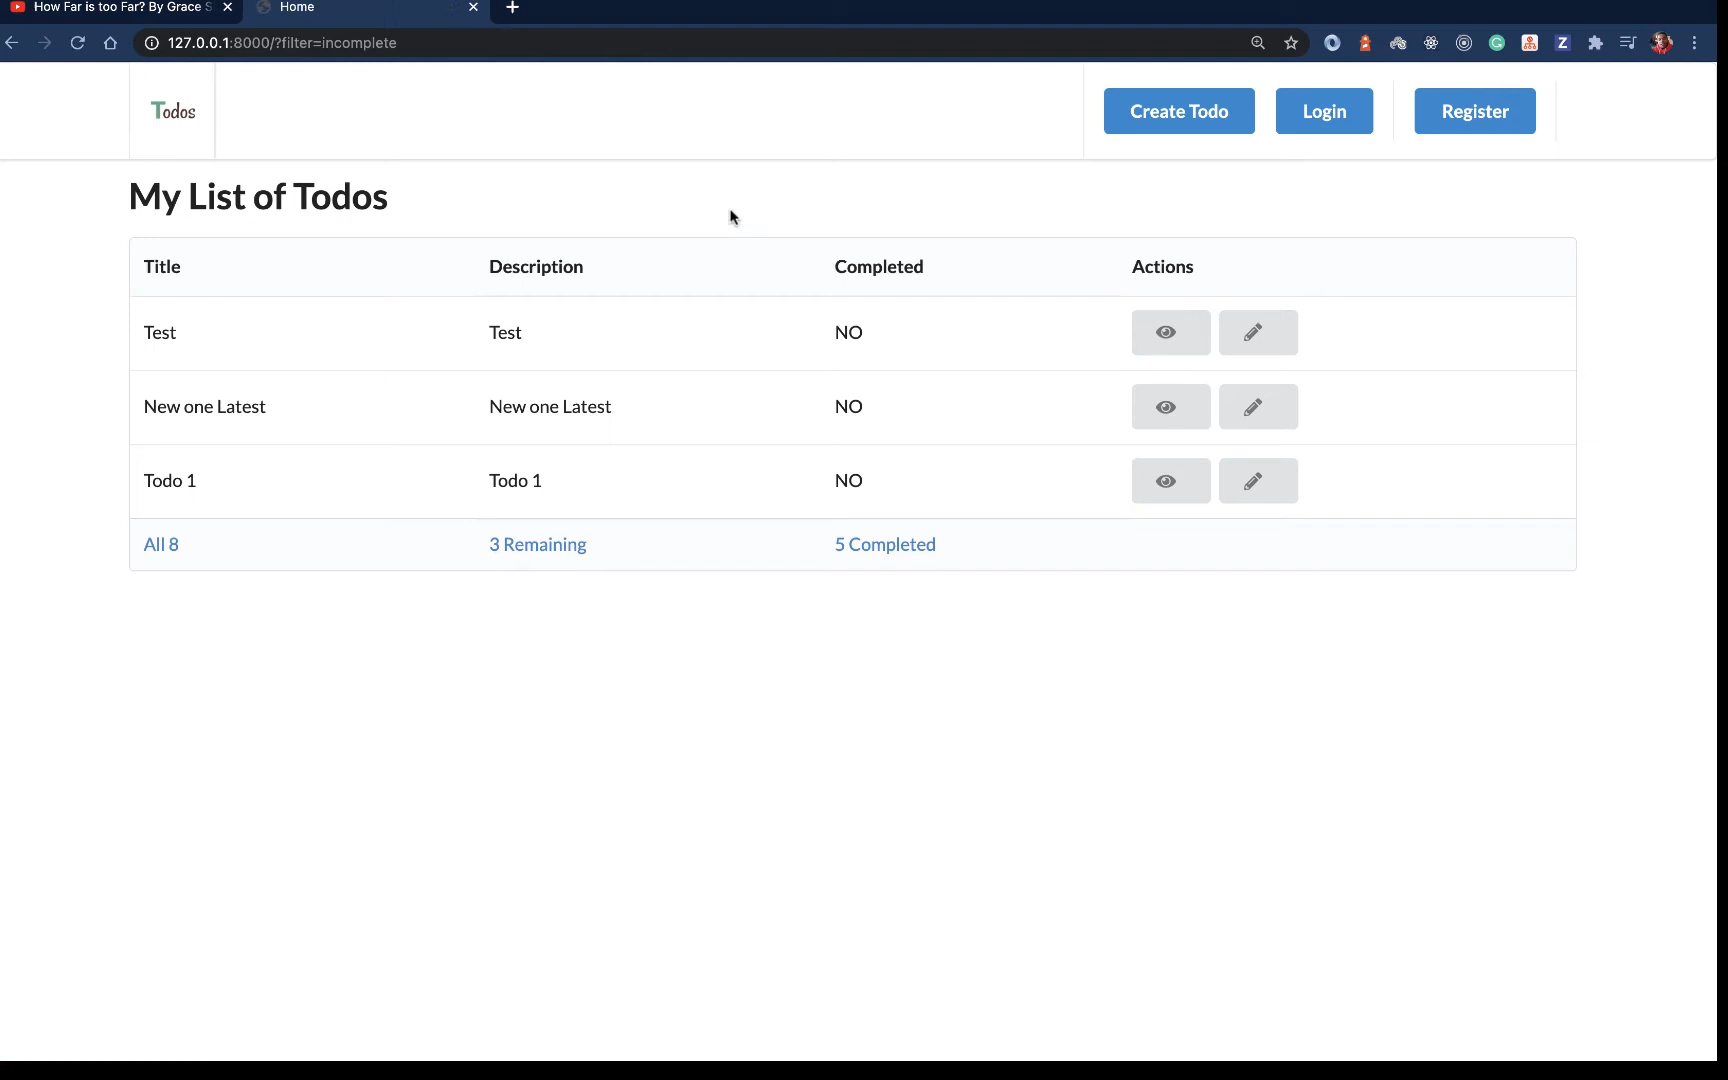 How Far is too Far? By Grace S
Home
127.0.0.1:8000/?filter=incomplete
Todos
Create Todo
Login
Register
My List of Todos
Title Description Completed Actions
Test Test NO
New one Latest New one Latest NO
Todo 1 Todo 1 NO
All 8 3 Remaining 5 Completed